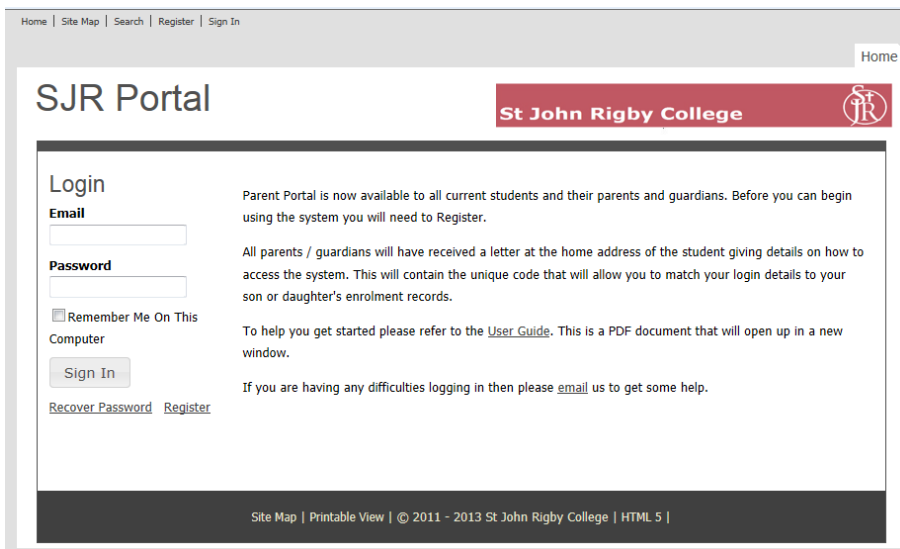 Home | Site Map | Search | Register | Sign In
Home
SJR Portal
St John Rigby College
StJR
Login
Email
Password
Remember Me On This
Computer
Sign In
Recover Password Register
Parent Portal is now available to all current students and their parents and guardians. Before you can begin
using the system you will need to Register.
All parents / guardians will have received a letter at the home address of the student giving details on how to
access the system. This will contain the unique code that will allow you to match your login details to your
son or daughter's enrolment records.
To help you get started please refer to the User Guide. This is a PDF document that will open up in a new
window.
If you are having any difficulties logging in then please email us to get some help.
Site Map | Printable View | © 2011 - 2013 St John Rigby College | HTML 5 |